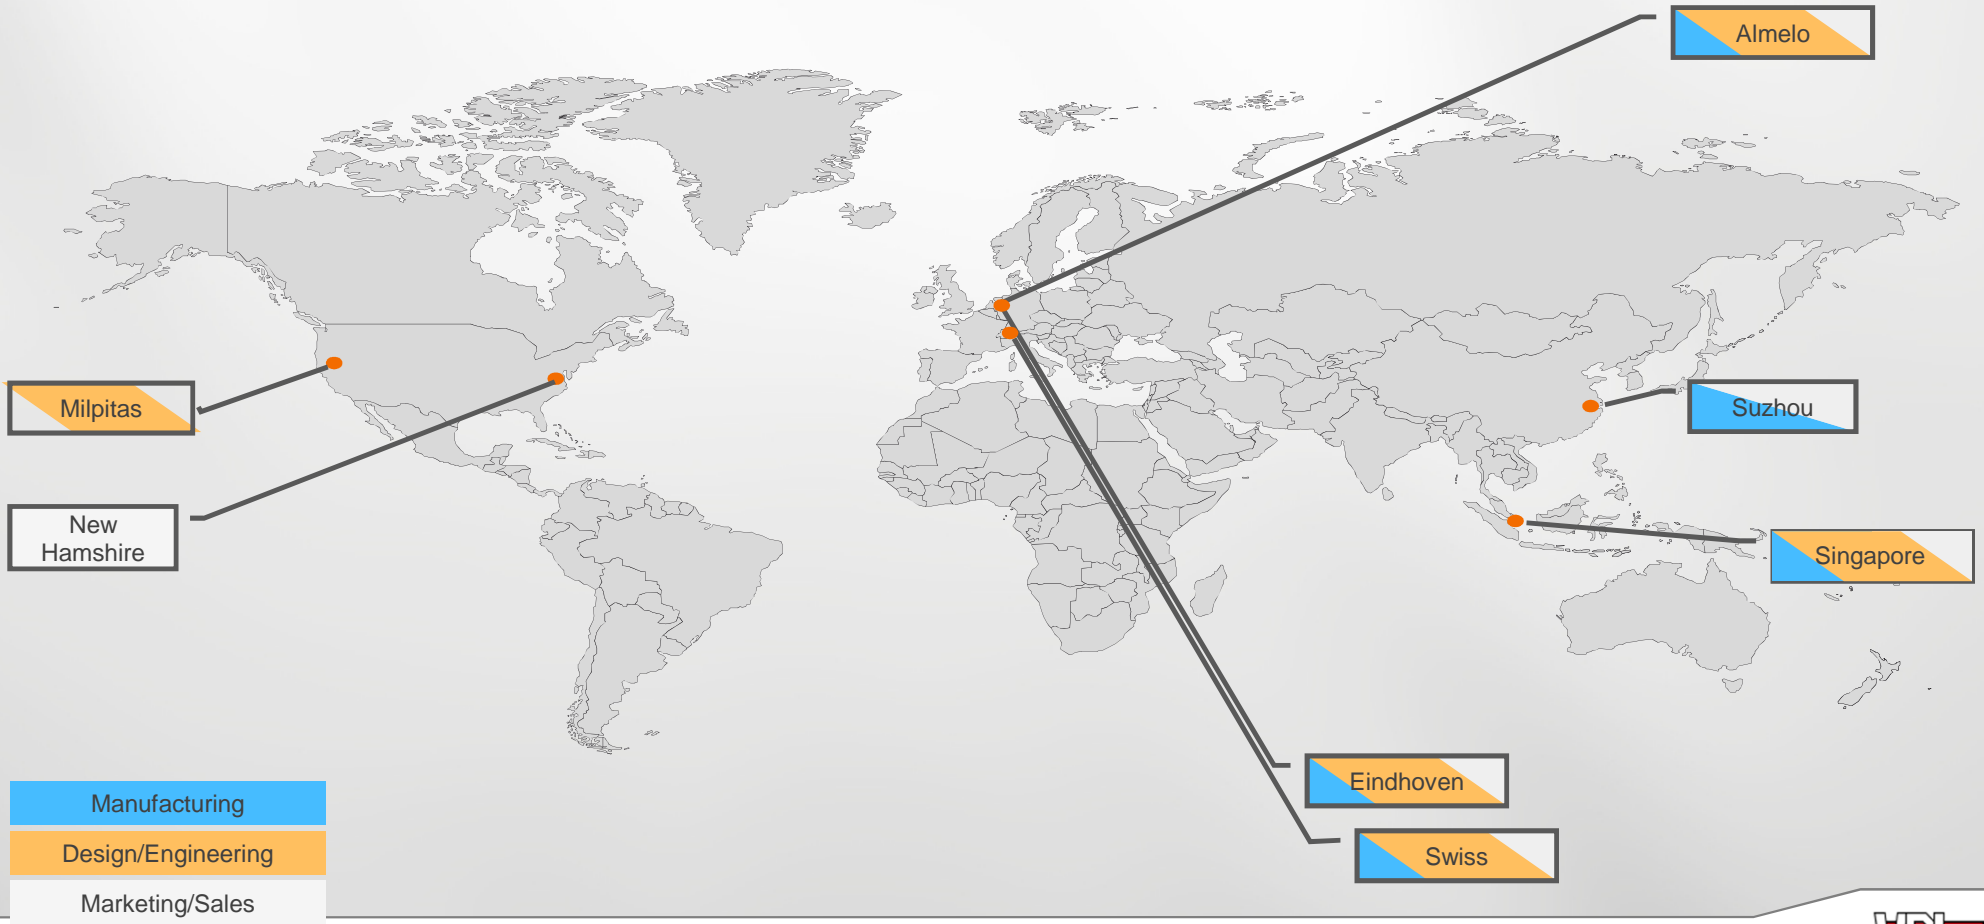 Almelo
Milpitas
Suzhou
New
Hamshire
Singapore
Eindhoven
Swiss
Manufacturing
Design/Engineering
Marketing/Sales